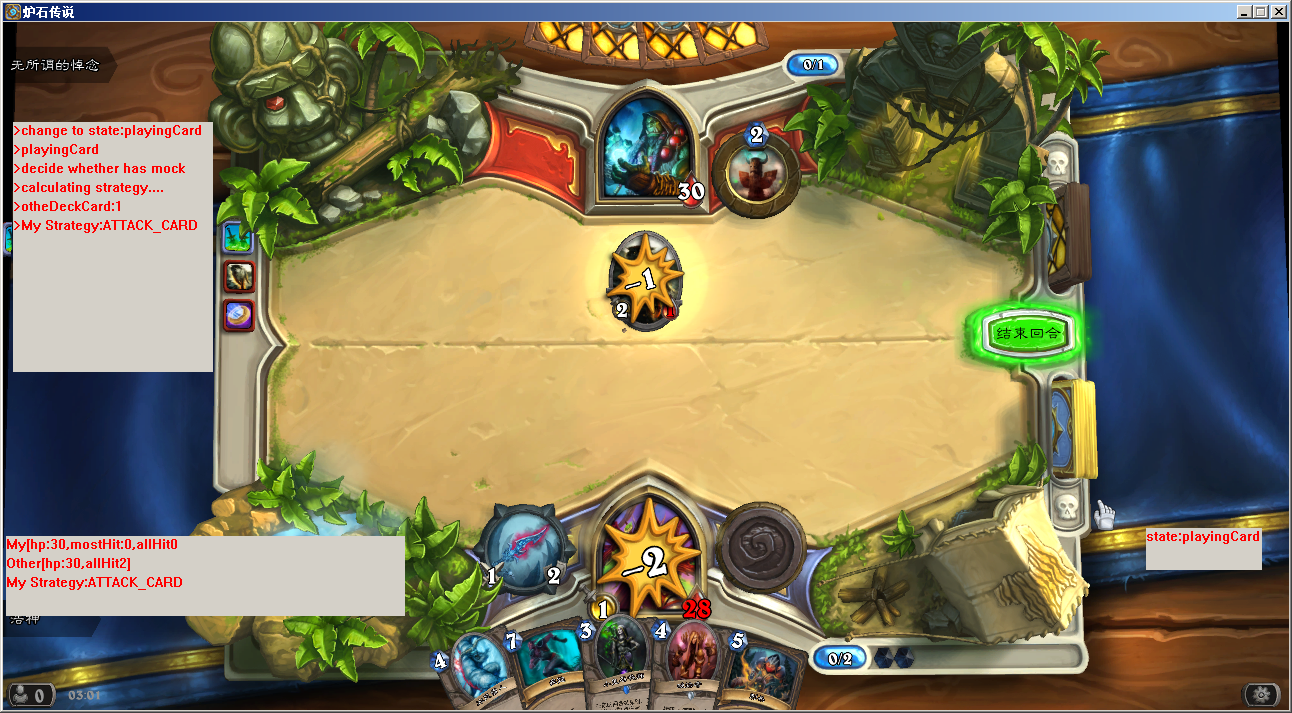 炉石传说
无所谓的悼念
0/1
>change to state:playingCard
>playingCard
>decide whether has mock
>calculating strategy....
>otheDeckCard:1
>My Strategy:ATTACK_CARD
2
30
-1
2
结束回合
My[hp:30,mostHit:0,allHit0
Other[hp:30,allHit2]
My Strategy:ATTACK_CARD
state:playingCard
1
2
-2
1
28
4
7
3
4
5
0/2
0
03:01